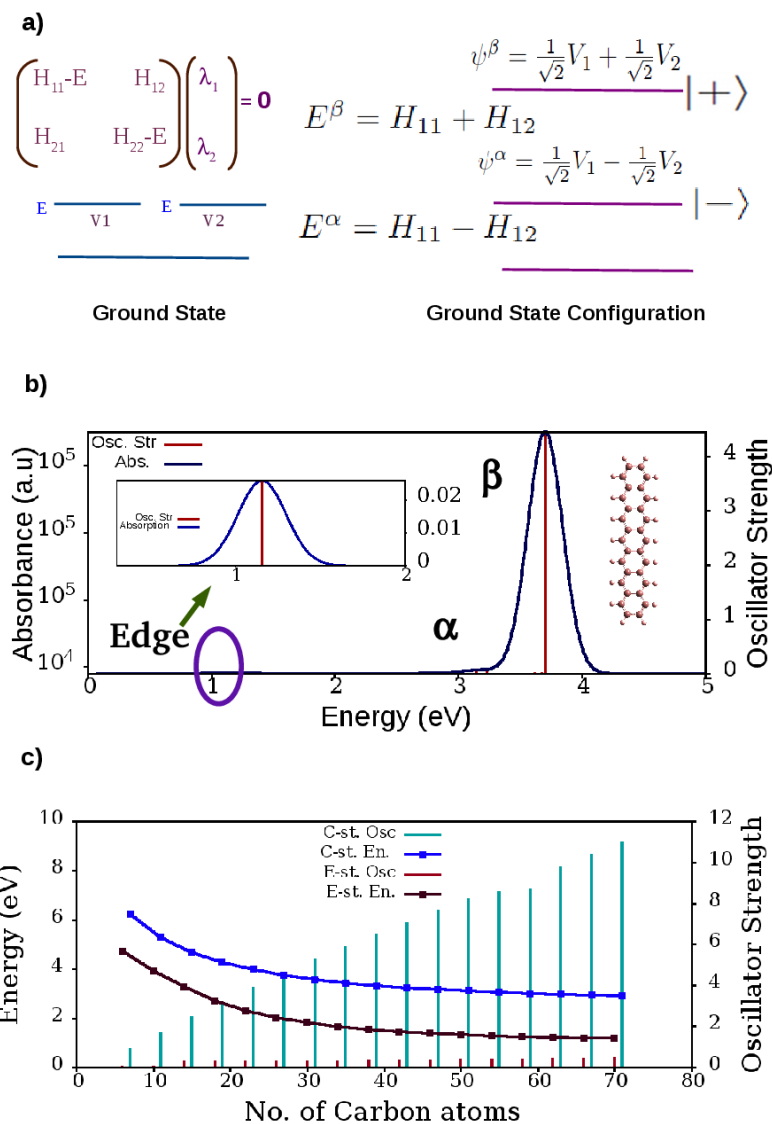 a)
H11-E H12 λ1
= 0
H21 H22-E λ2
E V1 E V2
Ground State
ψ^β = 1/√2 V1 + 1/√2 V2
|+⟩
E^β = H11 + H12
ψ^α = 1/√2 V1 − 1/√2 V2
|−⟩
E^α = H11 − H12
Ground State Configuration
b)
Osc. Str
Abs.
Absorbance (a.u)
10^5
10^5
10^5
10^4
Osc. Str
Absorption
0.02
0.01
0
1 2
Edge
α
β
4
3
2
1
0
Oscillator Strength
0 1 2 3 4 5
Energy (eV)
c)
Energy (eV)
10
8
6
4
2
0
C-st. Osc
C-st. En.
E-st. Osc
E-st. En.
12
10
8
6
4
2
0
Oscillator Strength
0 10 20 30 40 50 60 70 80
No. of Carbon atoms